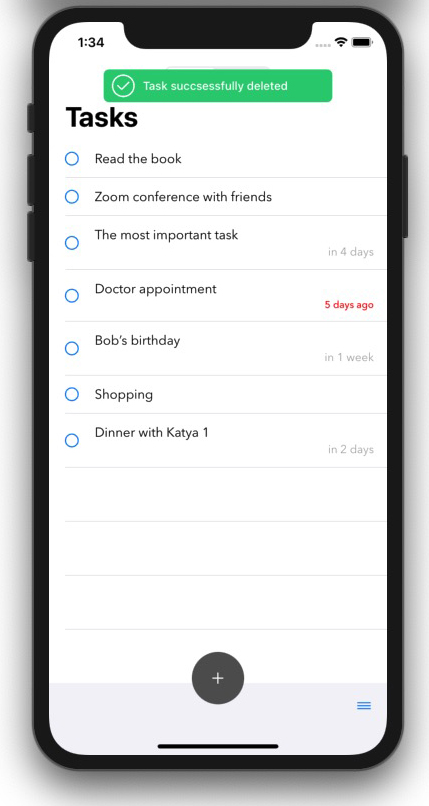 1:34
Task succsessfully deleted
Tasks
Read the book
Zoom conference with friends
The most important task
in 4 days
Doctor appointment
5 days ago
Bob's birthday
in 1 week
Shopping
Dinner with Katya 1
in 2 days
+